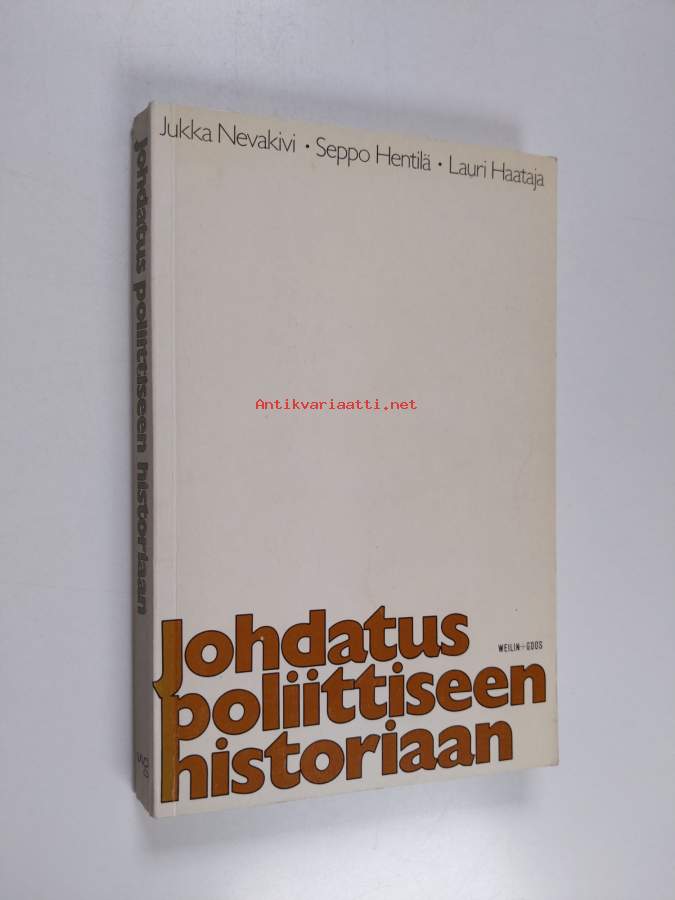 Jukka Nevakivi • Seppo Hentilä • Lauri Haataja
Johdatus poliittiseen historiaan
Antikvariaatti.net
WEILIN+GÖÖS
Johdatus
poliittiseen
historiaan